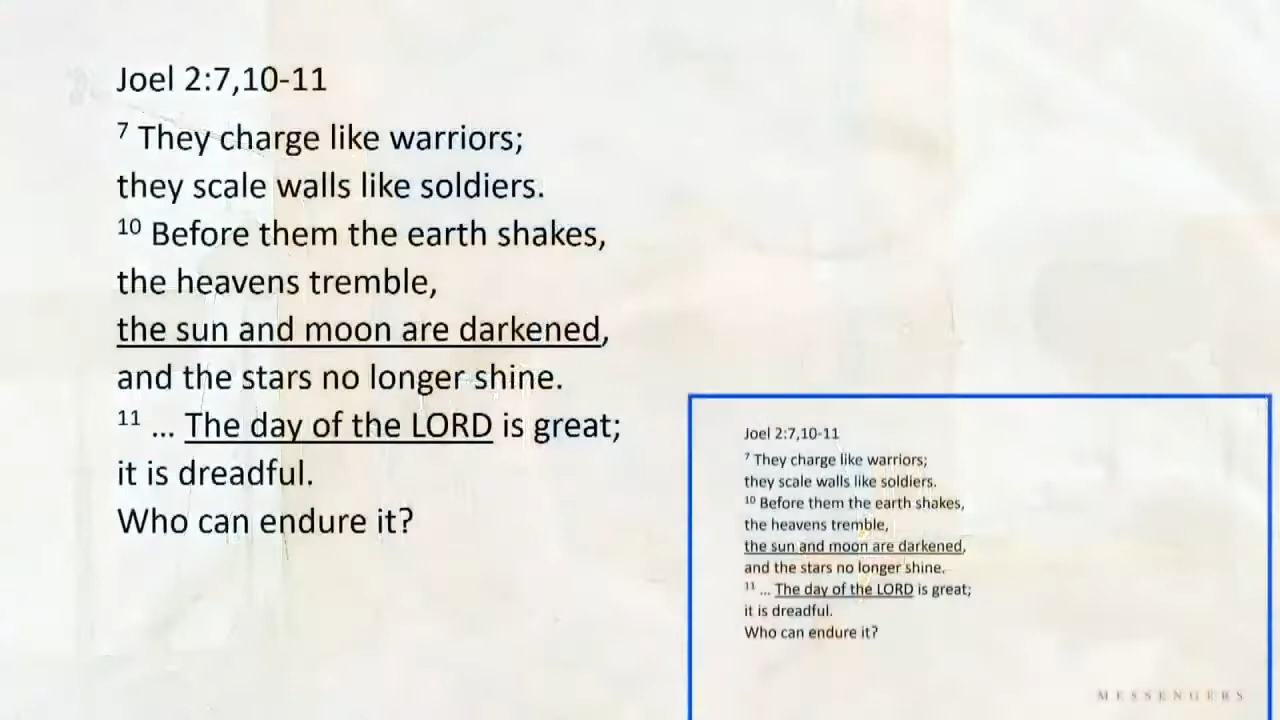 Joel 2:7,10-11
7 They charge like warriors;
they scale walls like soldiers.
10 Before them the earth shakes,
the heavens tremble,
the sun and moon are darkened,
and the stars no longer shine.
11 ... The day of the LORD is great;
it is dreadful.
Who can endure it?
Joel 2:7,10-11
7 They charge like warriors;
they scale walls like soldiers.
10 Before them the earth shakes,
the heavens tremble,
the sun and moon are darkened,
and the stars no longer shine.
11 ... The day of the LORD is great;
it is dreadful.
Who can endure it?
MESSENGERS